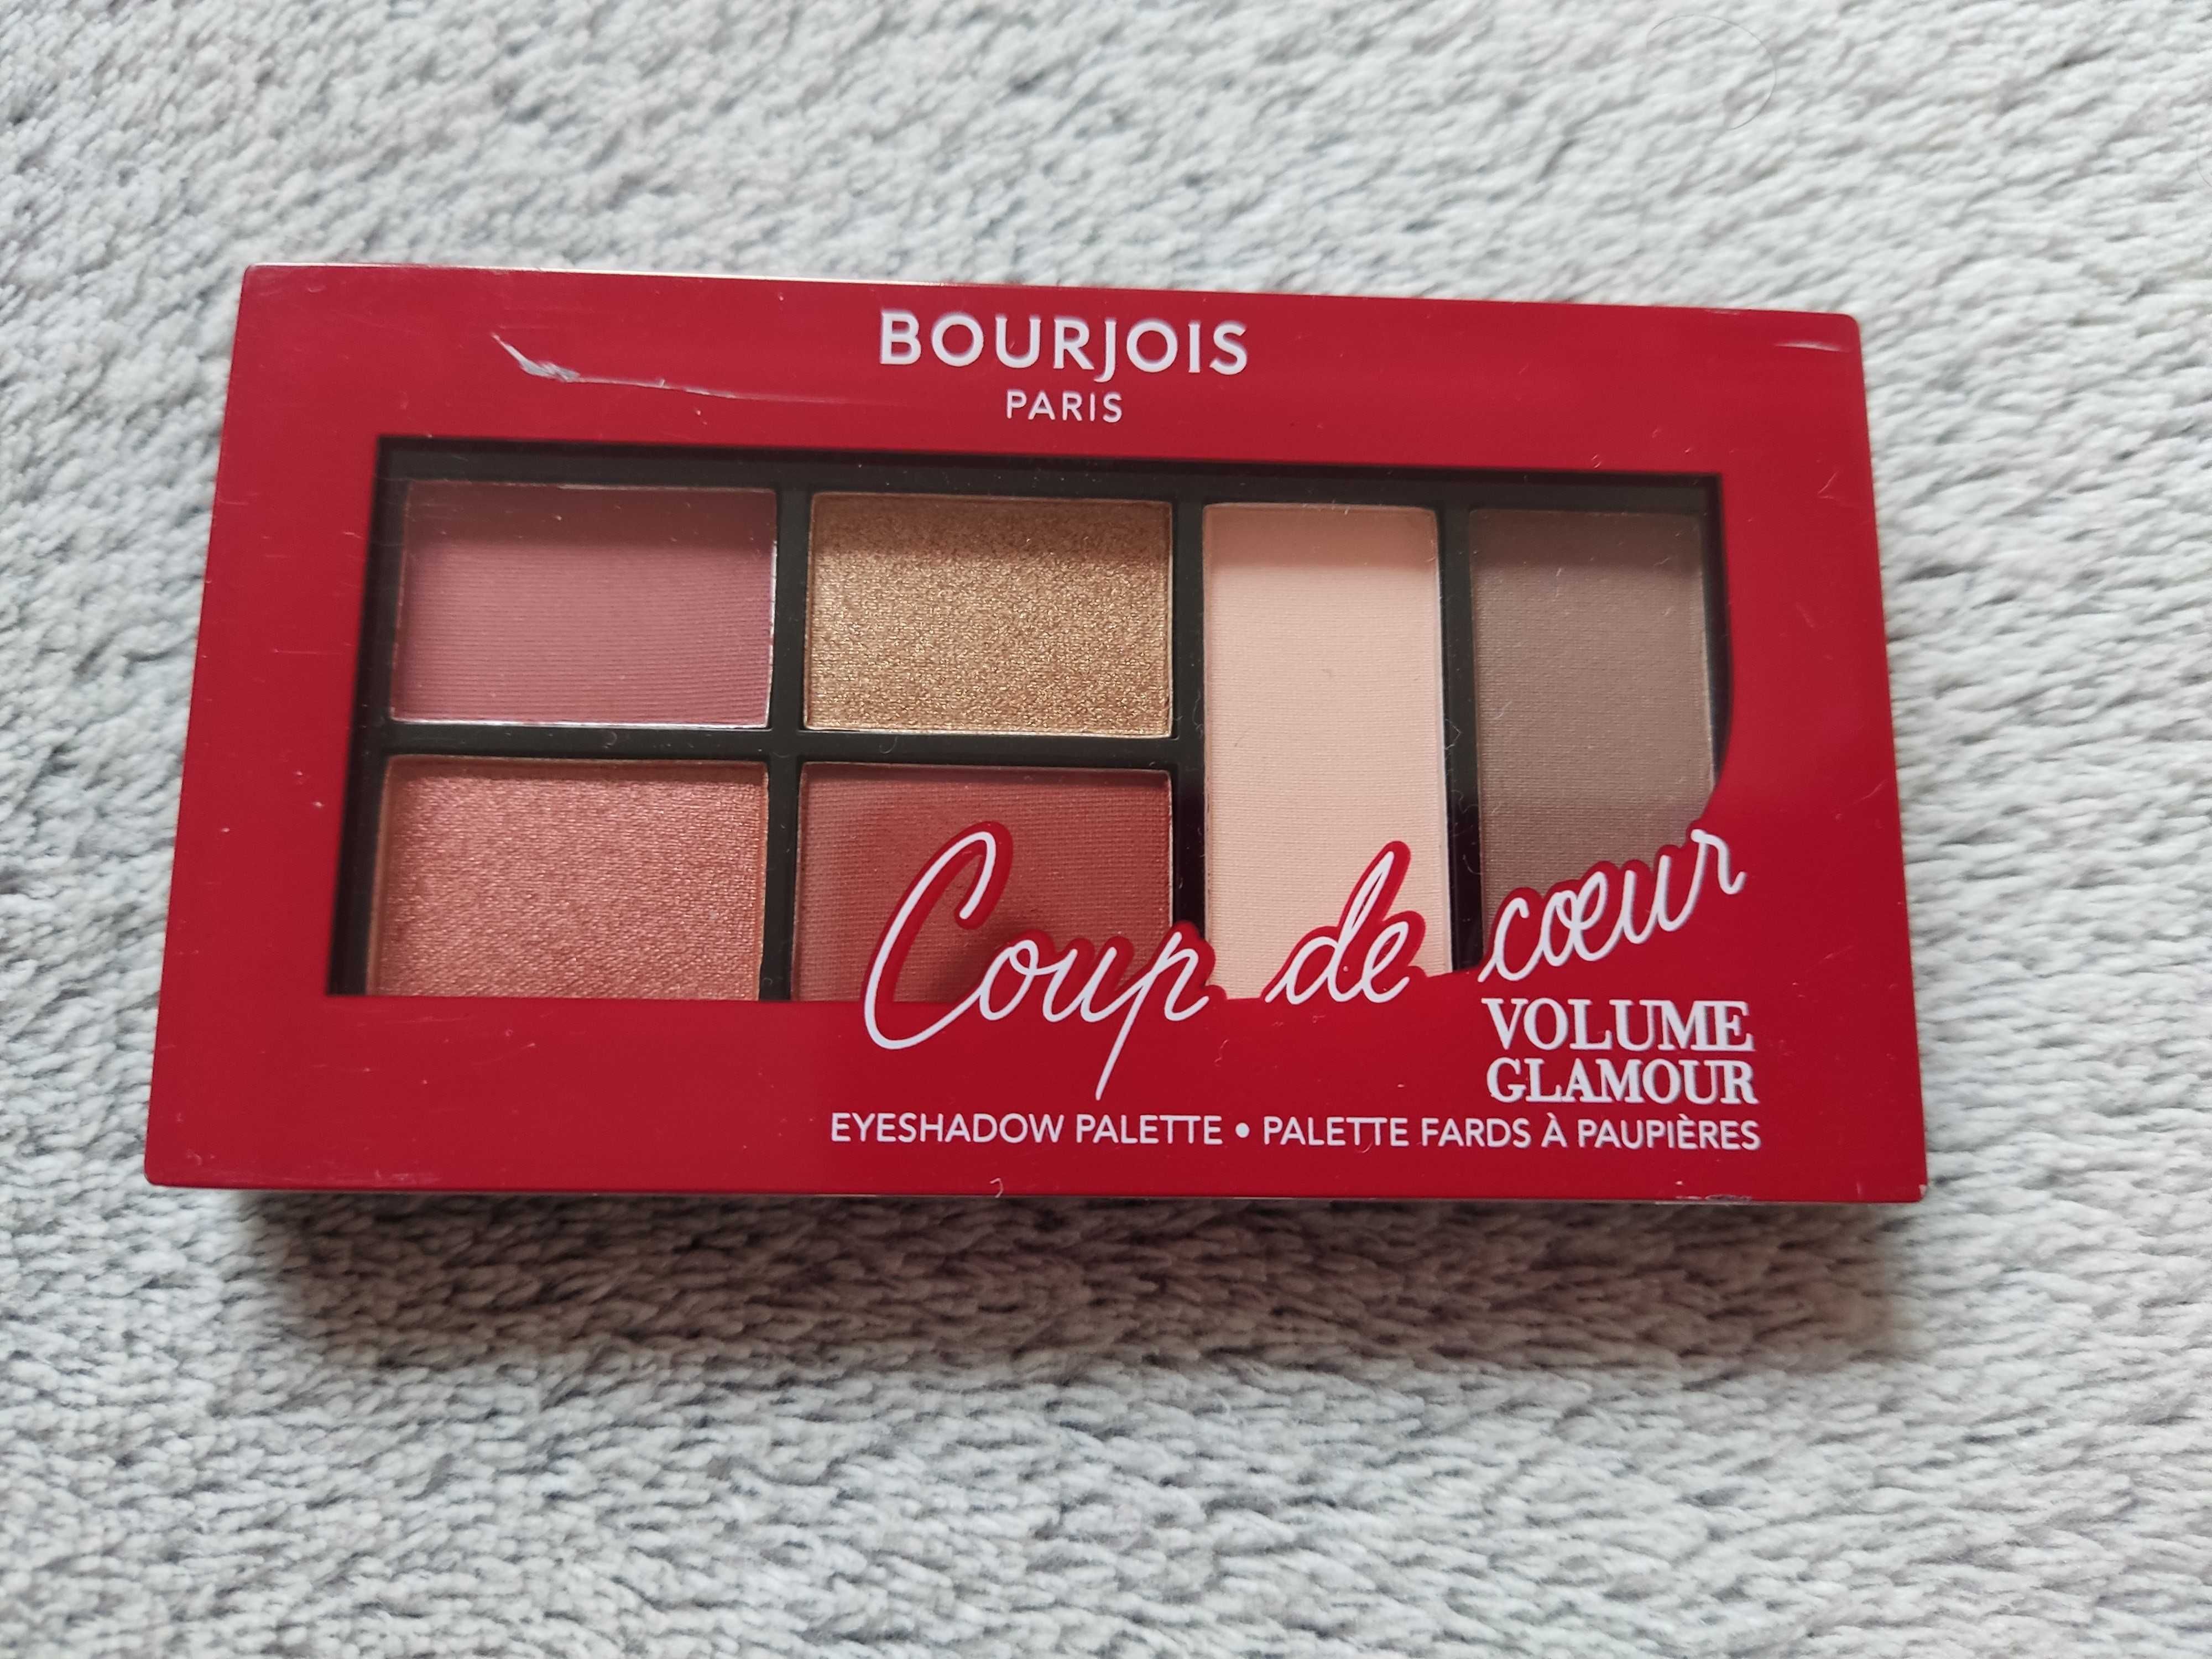 BOURJOIS
PARIS
Coup de cœur
VOLUME
GLAMOUR
EYESHADOW PALETTE • PALETTE FARDS À PAUPIÈRES